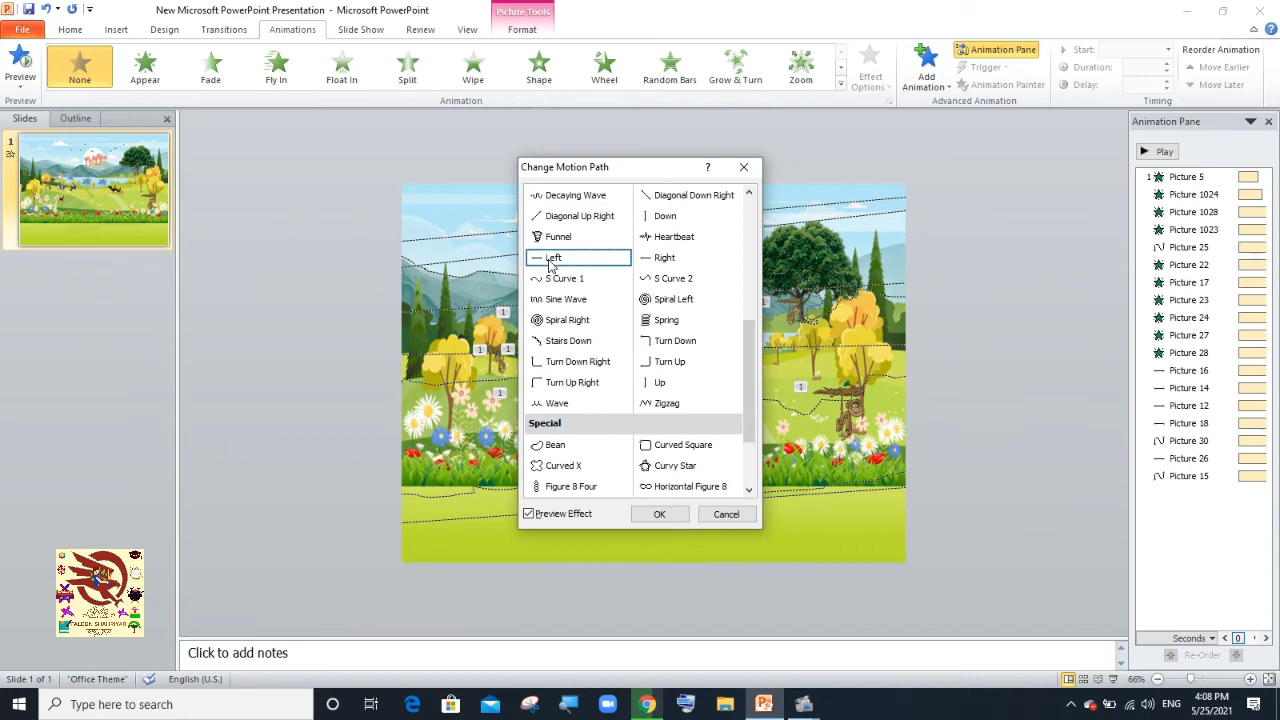 New Microsoft PowerPoint Presentation - Microsoft PowerPoint
Picture Tools
File Home Insert Design Transitions Animations Slide Show Review View Format
Preview
None Appear Fade Fly In Float In Split Wipe Shape Wheel Random Bars Grow & Turn Zoom
Effect Options
Add Animation
Animation Pane
Trigger
Animation Painter
Start:
Duration:
Delay:
Reorder Animation
Move Earlier
Move Later
Preview Animation Advanced Animation Timing
Slides Outline
1
Change Motion Path ?
Decaying Wave Diagonal Down Right
Diagonal Up Right Down
Funnel Heartbeat
Left Right
S Curve 1 S Curve 2
Sine Wave Spiral Left
Spiral Right Spring
Stairs Down Turn Down
Turn Down Right Turn Up
Turn Up Right Up
Wave Zigzag
Special
Bean Curved Square
Curved X Curvy Star
Figure 8 Four Horizontal Figure 8
Preview Effect OK Cancel
1
1 1
1
1
1
Animation Pane
Play
1 Picture 5
Picture 1024
Picture 1028
Picture 1023
Picture 25
Picture 22
Picture 17
Picture 23
Picture 24
Picture 27
Picture 28
Picture 16
Picture 14
Picture 12
Picture 18
Picture 30
Picture 26
Picture 15
Seconds 0
Re-Order
Click to add notes
Slide 1 of 1 "Office Theme" English (U.S.) 66%
Type here to search
ENG
4:08 PM
5/25/2021